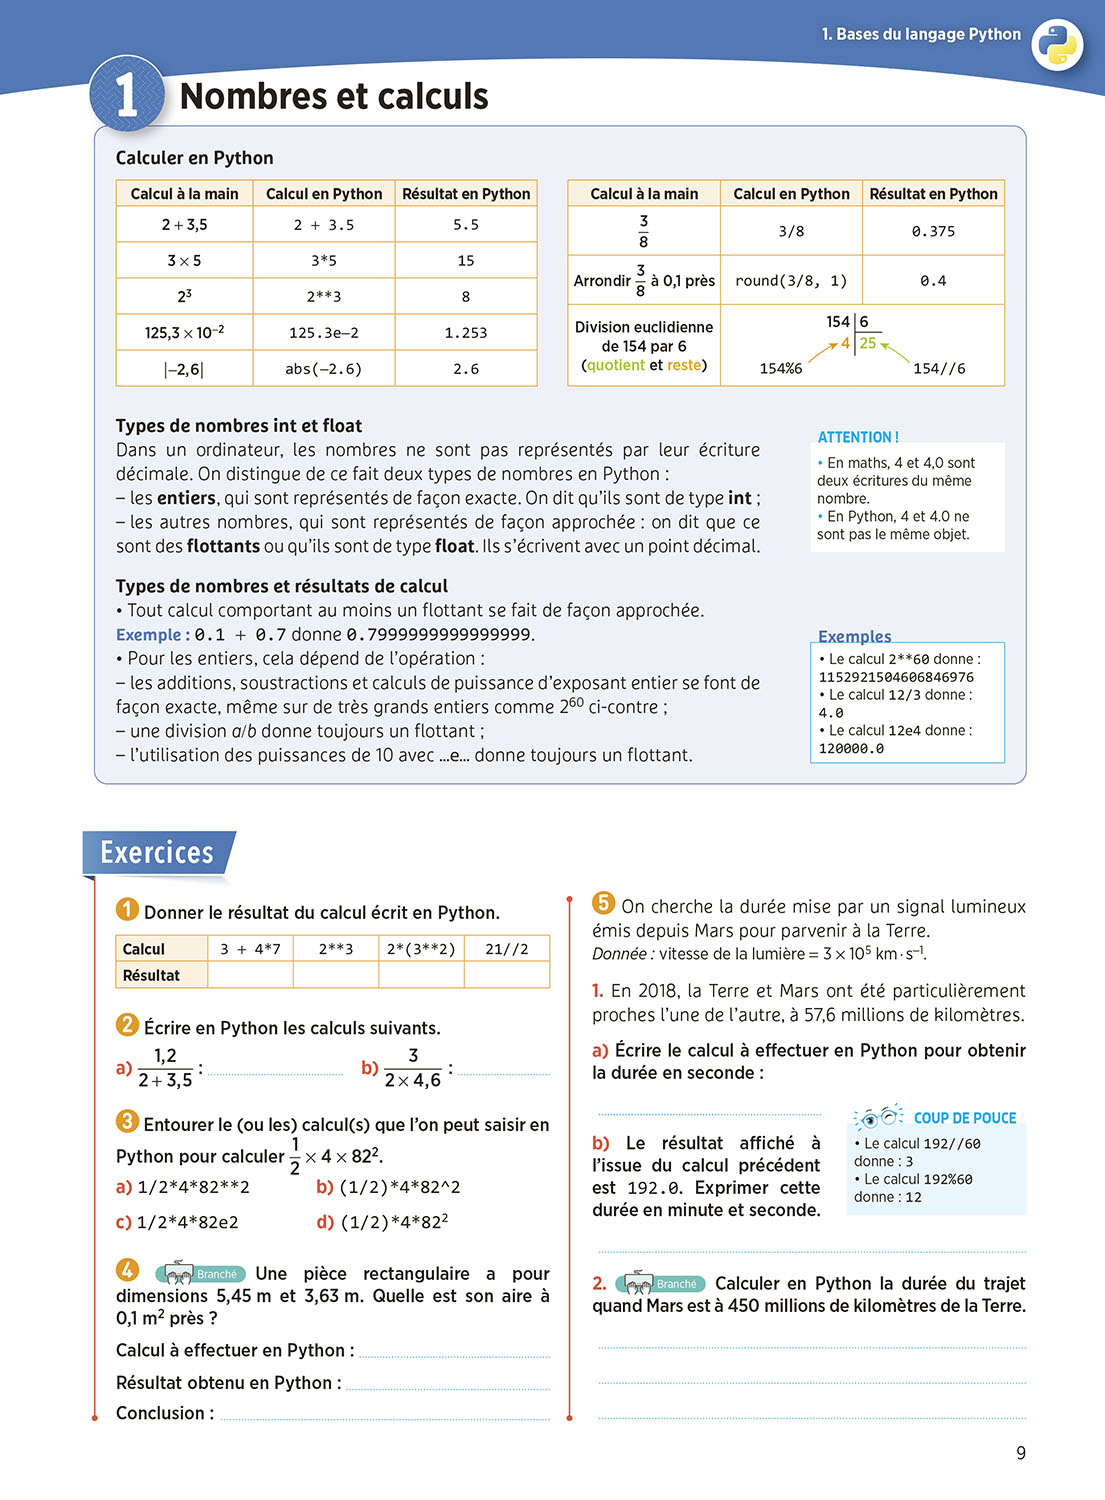 1. Bases du langage Python
1 Nombres et calculs
Calculer en Python
Calcul à la main Calcul en Python Résultat en Python
2 + 3,5 2 + 3.5 5.5
3 × 5 3*5 15
2³ 2**3 8
125,3 × 10⁻² 125.3e–2 1.253
|–2,6| abs(–2.6) 2.6
Calcul à la main Calcul en Python Résultat en Python
3/8 3/8 0.375
Arrondir 3/8 à 0,1 près round(3/8, 1) 0.4
Division euclidienne
de 154 par 6
(quotient et reste)
154 6
4 25
154%6 154//6
Types de nombres int et float
Dans un ordinateur, les nombres ne sont pas représentés par leur écriture
décimale. On distingue de ce fait deux types de nombres en Python :
– les entiers, qui sont représentés de façon exacte. On dit qu'ils sont de type int ;
– les autres nombres, qui sont représentés de façon approchée : on dit que ce
sont des flottants ou qu'ils sont de type float. Ils s'écrivent avec un point décimal.
ATTENTION !
• En maths, 4 et 4,0 sont
deux écritures du même
nombre.
• En Python, 4 et 4.0 ne
sont pas le même objet.
Types de nombres et résultats de calcul
• Tout calcul comportant au moins un flottant se fait de façon approchée.
Exemple : 0.1 + 0.7 donne 0.7999999999999999.
• Pour les entiers, cela dépend de l'opération :
– les additions, soustractions et calculs de puissance d'exposant entier se font de
façon exacte, même sur de très grands entiers comme 2⁶⁰ ci-contre ;
– une division a/b donne toujours un flottant ;
– l'utilisation des puissances de 10 avec ...e... donne toujours un flottant.
Exemples
• Le calcul 2**60 donne :
1152921504606846976
• Le calcul 12/3 donne :
4.0
• Le calcul 12e4 donne :
120000.0
Exercices
1 Donner le résultat du calcul écrit en Python.
Calcul 3 + 4*7 2**3 2*(3**2) 21//2
Résultat
2 Écrire en Python les calculs suivants.
a) 1,2/(2 + 3,5) : b) 3/(2 × 4,6) :
3 Entourer le (ou les) calcul(s) que l'on peut saisir en
Python pour calculer 1/2 × 4 × 82².
a) 1/2*4*82**2 b) (1/2)*4*82^2
c) 1/2*4*82e2 d) (1/2)*4*82²
4 Branché Une pièce rectangulaire a pour
dimensions 5,45 m et 3,63 m. Quelle est son aire à
0,1 m² près ?
Calcul à effectuer en Python :
Résultat obtenu en Python :
Conclusion :
5 On cherche la durée mise par un signal lumineux
émis depuis Mars pour parvenir à la Terre.
Donnée : vitesse de la lumière = 3 × 10⁵ km · s⁻¹.
1. En 2018, la Terre et Mars ont été particulièrement
proches l'une de l'autre, à 57,6 millions de kilomètres.
a) Écrire le calcul à effectuer en Python pour obtenir
la durée en seconde :
b) Le résultat affiché à
l'issue du calcul précédent
est 192.0. Exprimer cette
durée en minute et seconde.
COUP DE POUCE
• Le calcul 192//60
donne : 3
• Le calcul 192%60
donne : 12
2. Branché Calculer en Python la durée du trajet
quand Mars est à 450 millions de kilomètres de la Terre.
9